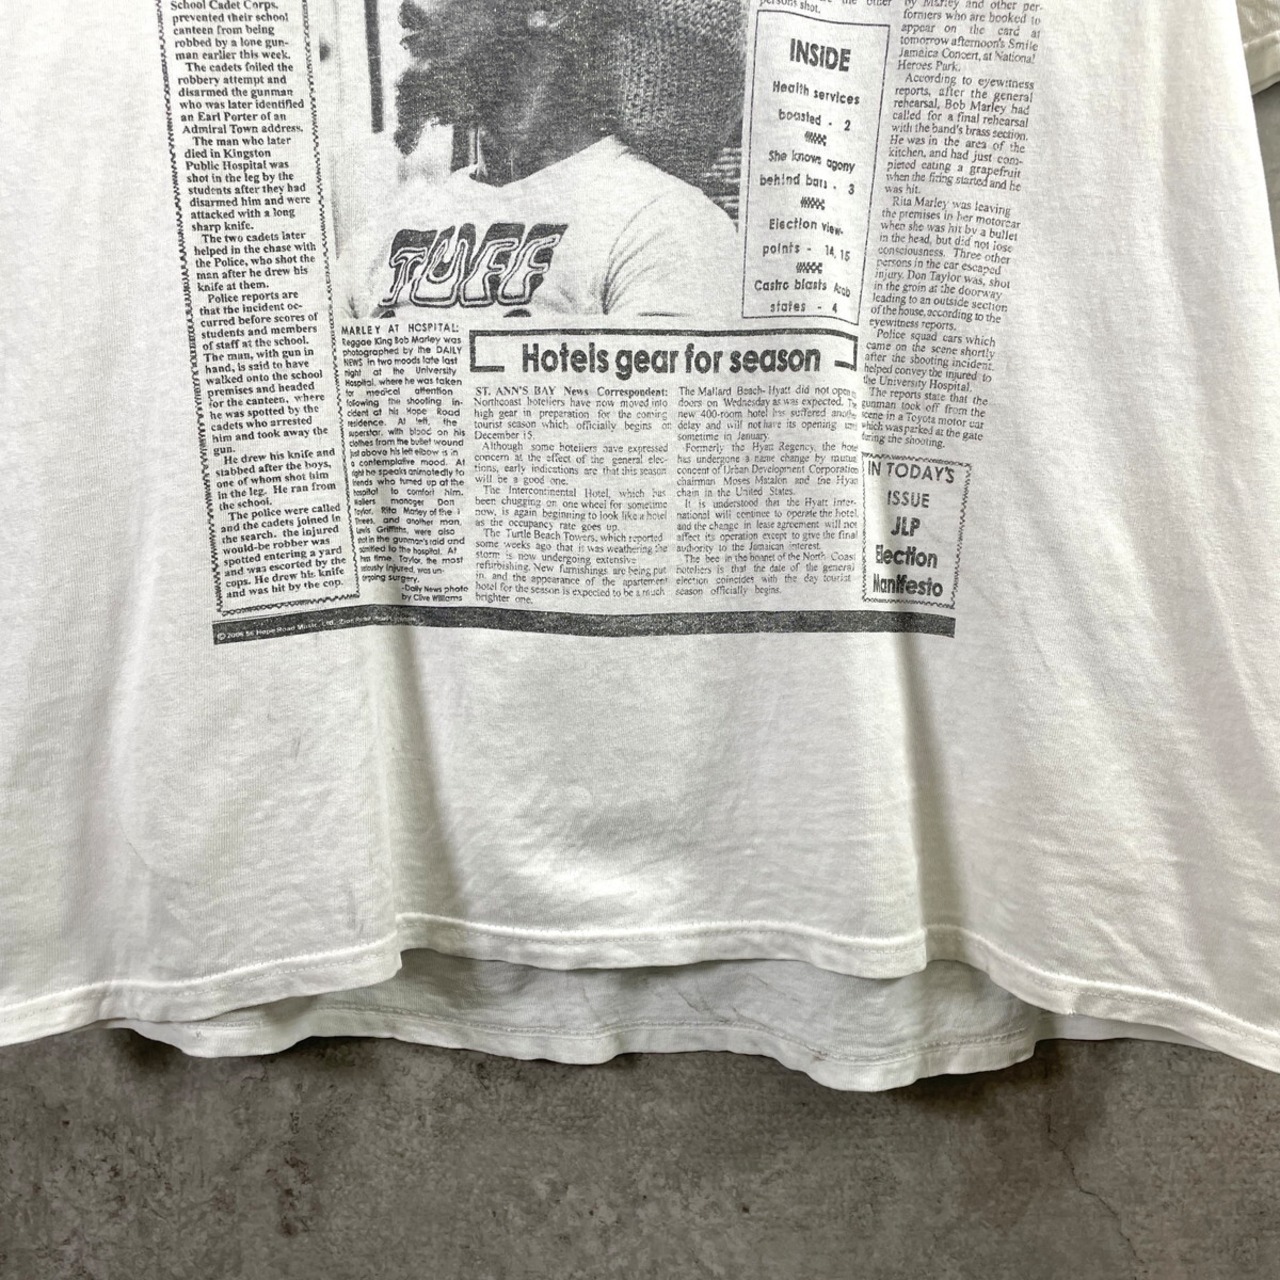 School Cadet Corps,
prevented their school
canteen from being
robbed by a lone gun-
man earlier this week.
The cadets foiled the
robbery attempt and
disarmed the gunman
who was later identified
an Earl Porter of an
Admiral Town address.
The man who later
died in Kingston
Public Hospital was
shot in the leg by the
students after they had
disarmed him and were
attacked with a long
sharp knife.
The two cadets later
helped in the chase with
the Police, who shot the
man after he drew his
knife at them.
Police reports are
that the incident oc-
curred before scores of
students and members
of staff at the school.
The man, with gun in
hand, is said to have
walked onto the school
premises and headed
for the canteen, where
he was spotted by the
cadets who arrested
him and took away the
gun.
He drew his knife and
stabbed after the boys,
one of whom shot him
in the leg. He ran from
the school.
The police were called
and the cadets joined in
the search. the injured
would-be robber was
spotted entering a yard
and was escorted by the
cops. He drew his knife
and was hit by the cop.
TUFF
MARLEY AT HOSPITAL:
Reggae King Bob Marley was
photographed by the DAILY
NEWS in two moods late last
night at the University
Hospital, where he was taken
for medical attention
following the shooting in-
cident at his Hope Road
residence. At left, the
superstar, with blood on his
clothes from the bullet wound
just above his left elbow is in
a contemplative mood. At
right he speaks animatedly to
friends who turned up at the
hospital to comfort him.
Wailers manager Don
Taylor, Rita Marley of the I
Threes, and another man,
Lewis Griffiths, were also
shot in the gunman's raid and
admitted to the hospital. At
Taylor, the most
seriously injured, was un-
ergoing surgery.
-Daily News photo
by Clive Williams
persons shot.
the other
INSIDE
Health services
boosted - 2
She knows agony
behind bars - 3
Election view-
points - 14, 15
Castro blasts Arab
states - 4
Hotels gear for season
ST. ANN'S BAY News Correspondent:
Northcoast hoteliers have now moved into
high gear in preparation for the coming
tourist season which officially begins on
December 15.
Although some hoteliers have expressed
concern at the effect of the general elec-
tions, early indications are that this season
will be a good one.
The Intercontinental Hotel, which has
been chugging on one wheel for sometime
now, is again beginning to look like a hotel
as the occupancy rate goes up.
The Turtle Beach Towers, which reported
some weeks ago that it was weathering the
storm is now undergoing extensive
refurbishing. New furnishings are being put
in and the appearance of the apartment
hotel for the season is expected to be a much
brighter one.
The Mallard Beach-Hyatt did not open
doors on Wednesday as was expected. The
new 400-room hotel has suffered another
delay and will not have its opening
sometime in January.
Formerly the Hyatt Regency, the hotel
has undergone a name change by mutual
concent of Urban Development Corporation
chairman Moses Matalon and the Hyatt
chain in the United States.
It is understood that the Hyatt Inter-
national will continue to operate the hotel
and the change in lease agreement will not
affect its operation except to give the final
authority to the Jamaican interest.
The bee in the bonnet of the North Coast
hoteliers is that the date of the general
election coincides with the day tourist
season officially begins.
by Marley and other per-
formers who are booked to
appear on the card at
tomorrow afternoon's Smile
Jamaica Concert, at National
Heroes Park.
According to eyewitness
reports, after the general
rehearsal, Bob Marley had
called for a final rehearsal
with the band's brass section.
He was in the area of the
kitchen, and had just com-
pleted eating a grapefruit
when the firing started and he
was hit.
Rita Marley was leaving
the premises in her motorcar
when she was hit by a bullet
in the head, but did not lose
consciousness. Three other
persons in the car escaped
injury. Don Taylor was, shot
in the groin at the doorway
leading to an outside section
of the house, according to the
eyewitness reports.
Police squad cars which
came on the scene shortly
after the shooting incident.
helped convey the injured to
the University Hospital.
The reports state that the
gunman took off from the
scene in a Toyota motor car
which was parked at the gate
during the shooting.
IN TODAY'S
ISSUE
JLP
Election
Manifesto
© 2006 56 Hope Road Music, Ltd.